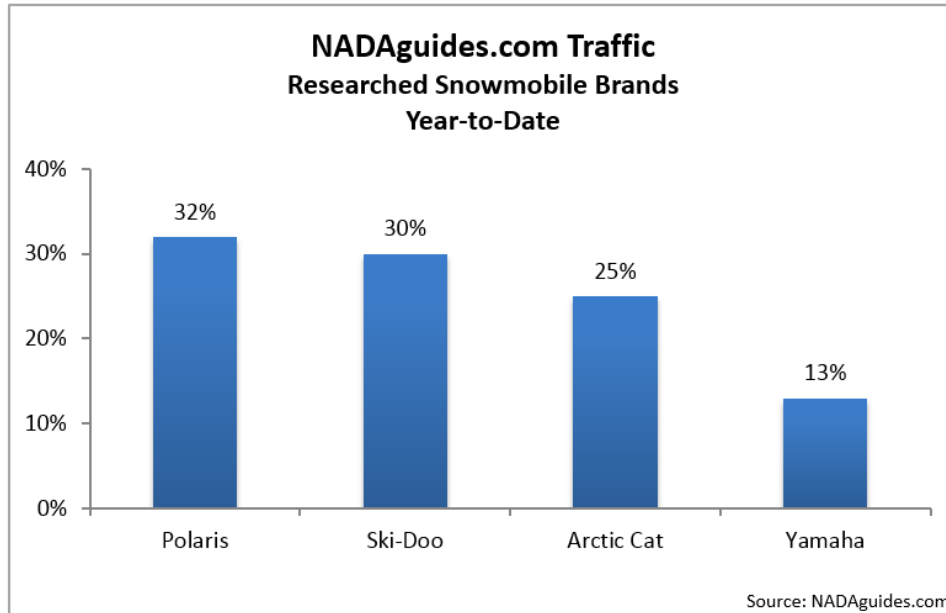 NADAguides.com Traffic
Researched Snowmobile Brands
Year-to-Date
40%
30%
20%
10%
0%
32%
30%
25%
13%
Polaris Ski-Doo Arctic Cat Yamaha
Source: NADAguides.com